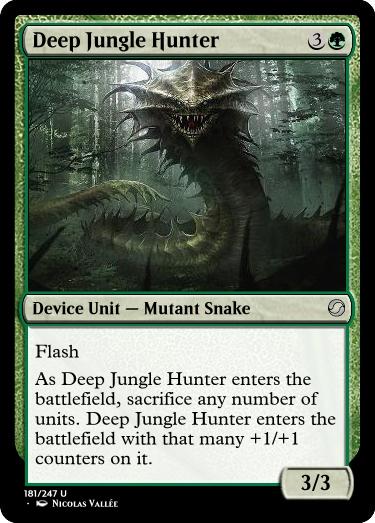 Deep Jungle Hunter 3
Device Unit — Mutant Snake
Flash
As Deep Jungle Hunter enters the
battlefield, sacrifice any number of
units. Deep Jungle Hunter enters the
battlefield with that many +1/+1
counters on it.
3/3
181/247 U
· Nicolas Vallée